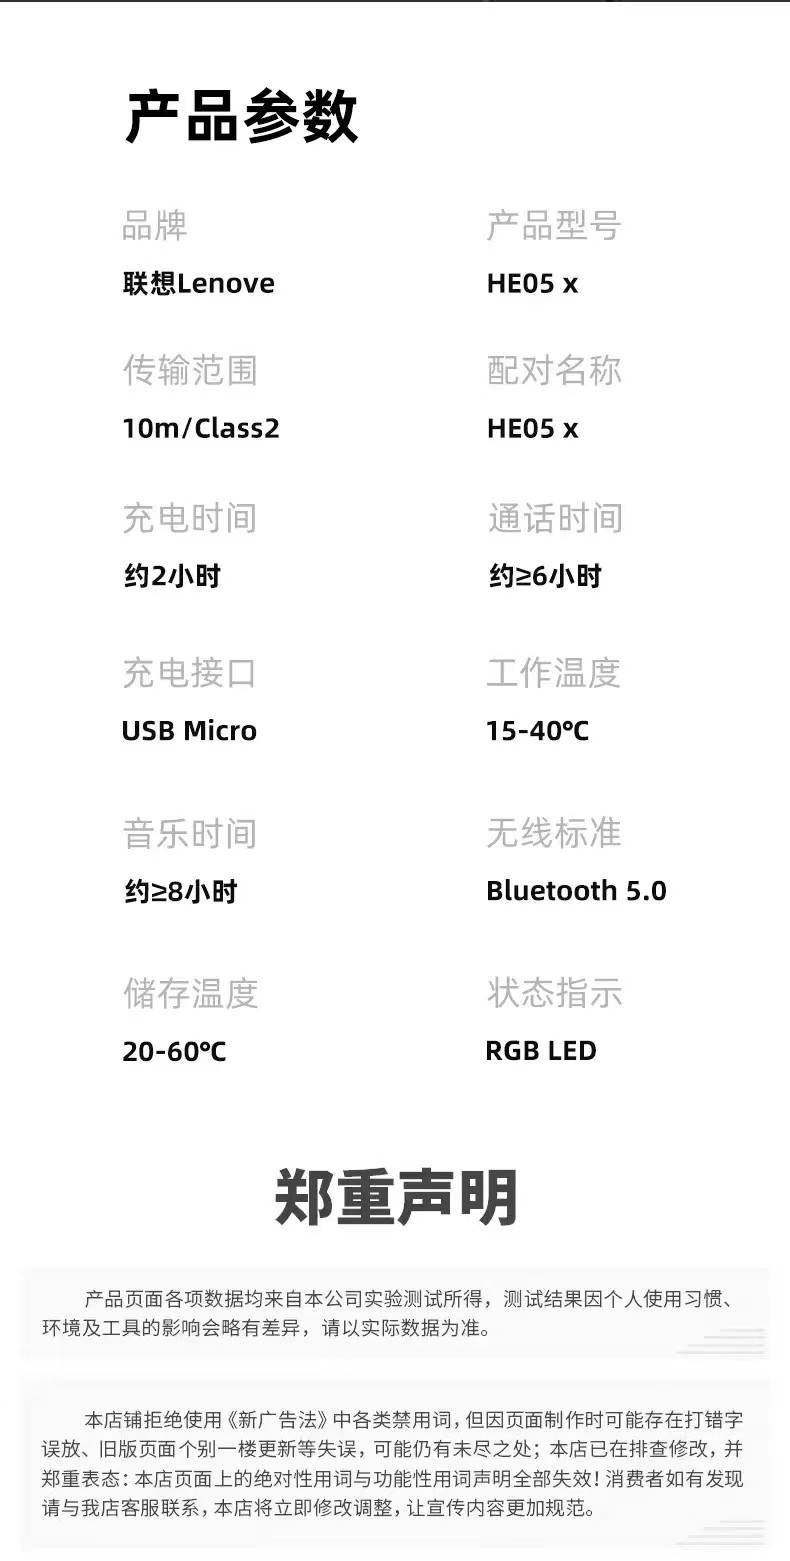 产品参数
品牌
产品型号
联想Lenove
HE05 x
传输范围
配对名称
10m/Class2
HE05 x
充电时间
通话时间
约2小时
约≥6小时
充电接口
工作温度
USB Micro
15-40℃
音乐时间
无线标准
约≥8小时
Bluetooth 5.0
储存温度
状态指示
20-60℃
RGB LED
郑重声明
产品页面各项数据均来自本公司实验测试所得，测试结果因个人使用习惯、
环境及工具的影响会略有差异，请以实际数据为准。
本店铺拒绝使用《新广告法》中各类禁用词，但因页面制作时可能存在打错字
误放、旧版页面个别一楼更新等失误，可能仍有未尽之处；本店已在排查修改，并
郑重表态：本店页面上的绝对性用词与功能性用词声明全部失效！消费者如有发现
请与我店客服联系，本店将立即修改调整，让宣传内容更加规范。